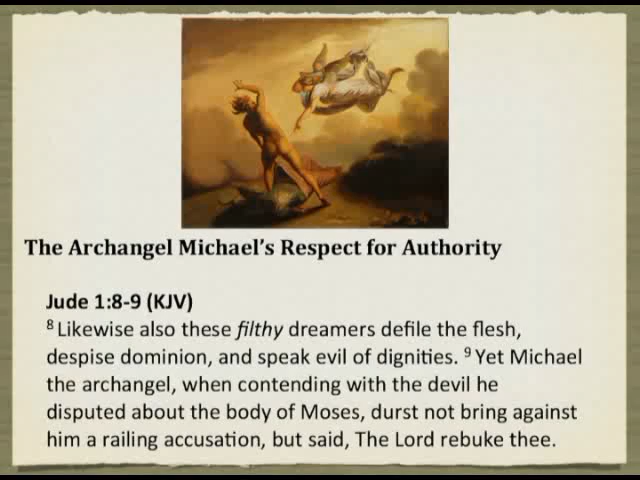 The Archangel Michael’s Respect for Authority
Jude 1:8-9 (KJV)
8 Likewise also these filthy dreamers defile the flesh,
despise dominion, and speak evil of dignities. 9 Yet Michael
the archangel, when contending with the devil he
disputed about the body of Moses, durst not bring against
him a railing accusation, but said, The Lord rebuke thee.